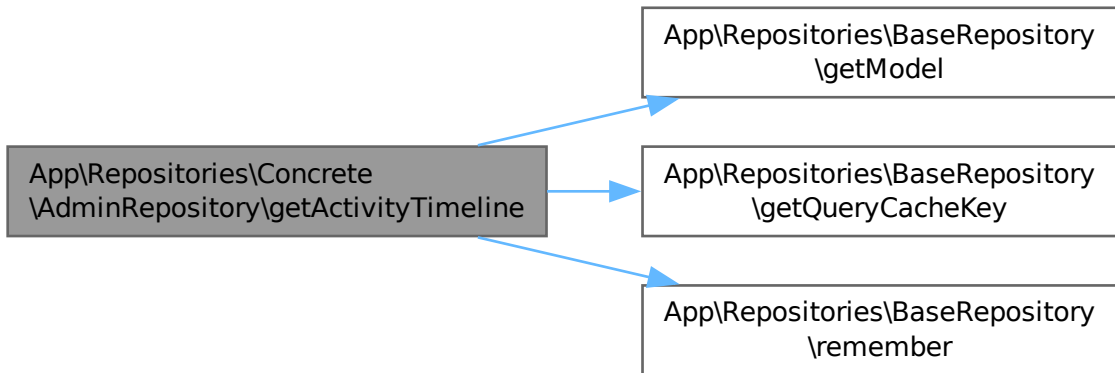 App\Repositories\BaseRepository
\getModel
App\Repositories\Concrete
\AdminRepository\getActivityTimeline
App\Repositories\BaseRepository
\getQueryCacheKey
App\Repositories\BaseRepository
\remember